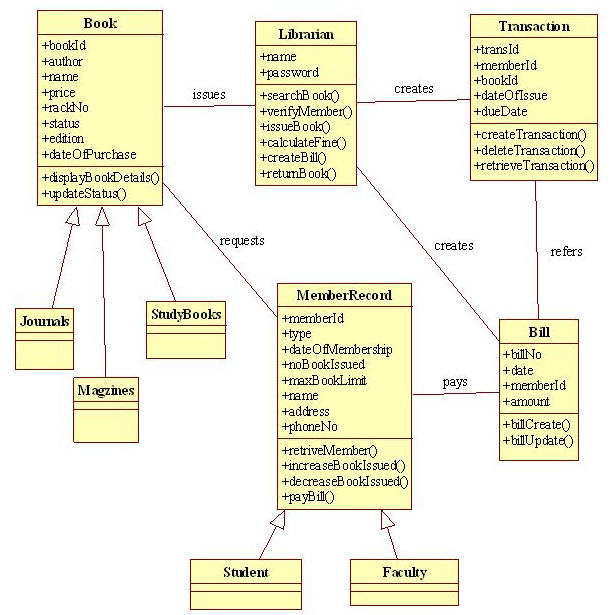 Book
+bookId
+author
+name
+price
+rackNo
+status
+edition
+dateOfPurchase
+displayBookDetails()
+updateStatus()
issues
Librarian
+name
+password
+searchBook()
+verifyMember()
+issueBook()
+calculateFine()
+createBill()
+returnBook()
creates
Transaction
+transId
+memberId
+bookId
+dateOfIssue
+dueDate
+createTransaction()
+deleteTransaction()
+retrieveTransaction()
requests
creates
refers
Journals
Magzines
StudyBooks
MemberRecord
+memberId
+type
+dateOfMembership
+noBookIssued
+maxBookLimit
+name
+address
+phoneNo
+retriveMember()
+increaseBookIssued()
+decreaseBookIssued()
+payBill()
pays
Bill
+billNo
+date
+memberId
+amount
+billCreate()
+billUpdate()
Student
Faculty